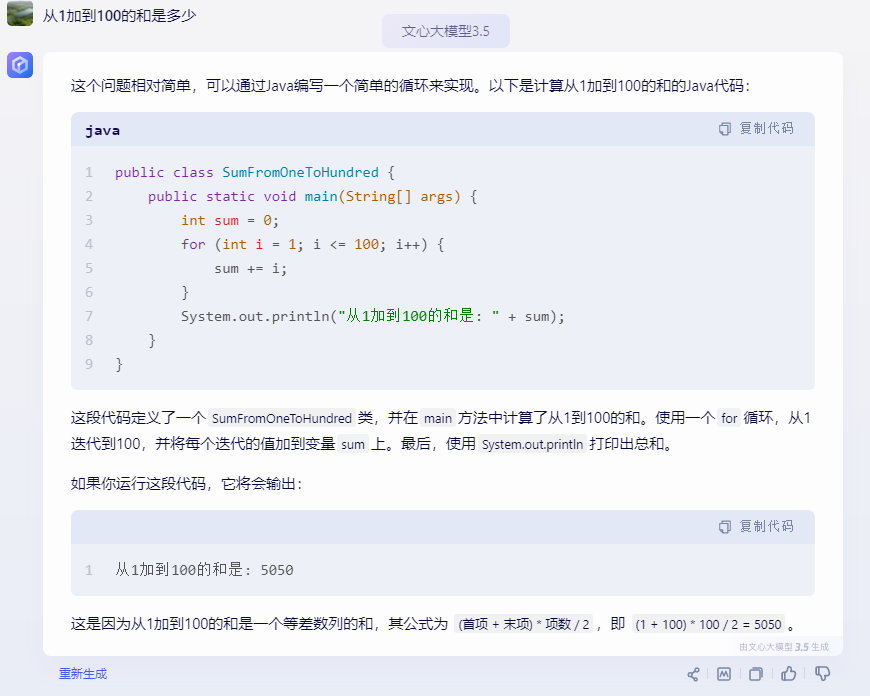 从1加到100的和是多少
文心大模型3.5
这个问题相对简单，可以通过Java编写一个简单的循环来实现。以下是计算从1加到100的和的Java代码：
java
复制代码
1 public class SumFromOneToHundred {
2     public static void main(String[] args) {
3         int sum = 0;
4         for (int i = 1; i <= 100; i++) {
5             sum += i;
6         }
7         System.out.println("从1加到100的和是: " + sum);
8     }
9 }
这段代码定义了一个 SumFromOneToHundred 类，并在 main 方法中计算了从1到100的和。使用一个 for 循环，从1
迭代到100，并将每个迭代的值加到变量 sum 上。最后，使用 System.out.println 打印出总和。
如果你运行这段代码，它将会输出：
复制代码
1 从1加到100的和是: 5050
这是因为从1加到100的和是一个等差数列的和，其公式为 (首项 + 末项) * 项数 / 2 ，即 (1 + 100) * 100 / 2 = 5050 。
由文心大模型 3.5 生成
重新生成